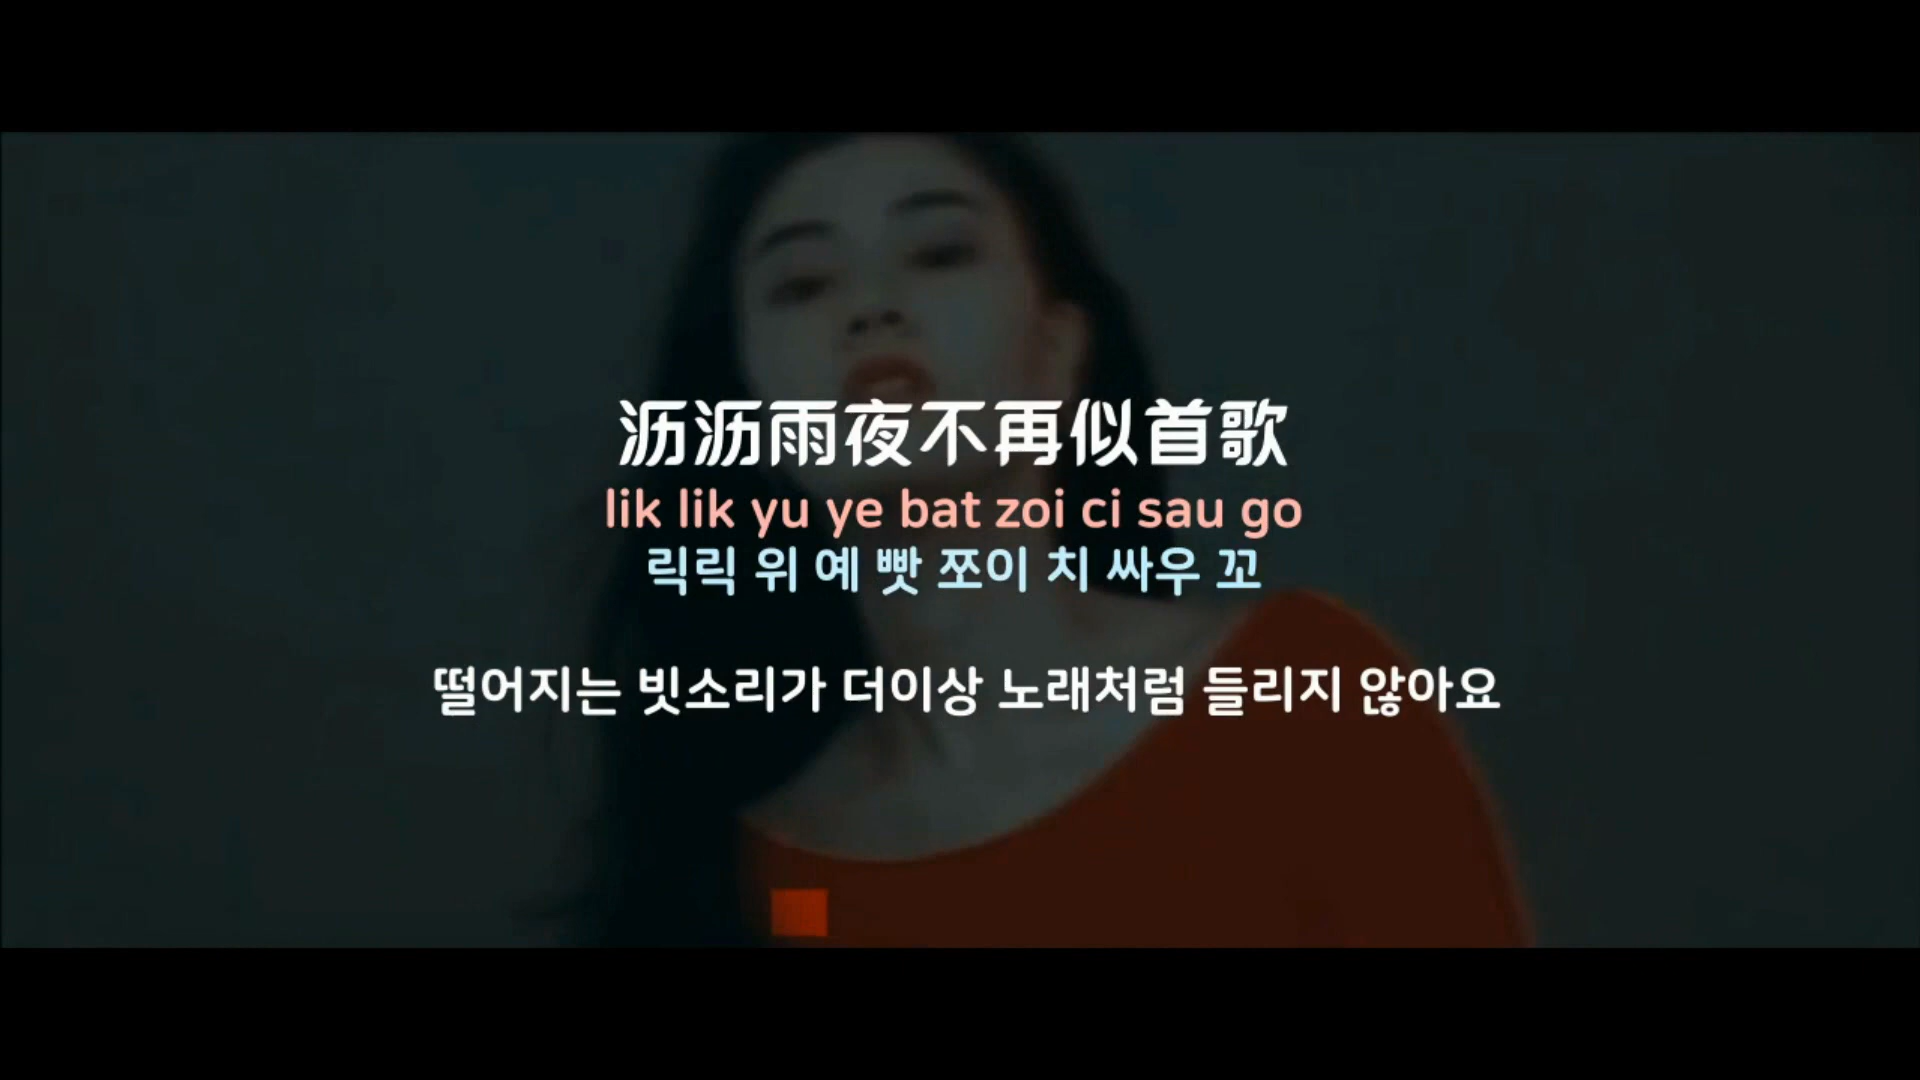 沥沥雨夜不再似首歌
lik lik yu ye bat zoi ci sau go
릭릭 위 예 빳 쪼이 치 싸우 꼬
떨어지는 빗소리가 더이상 노래처럼 들리지 않아요